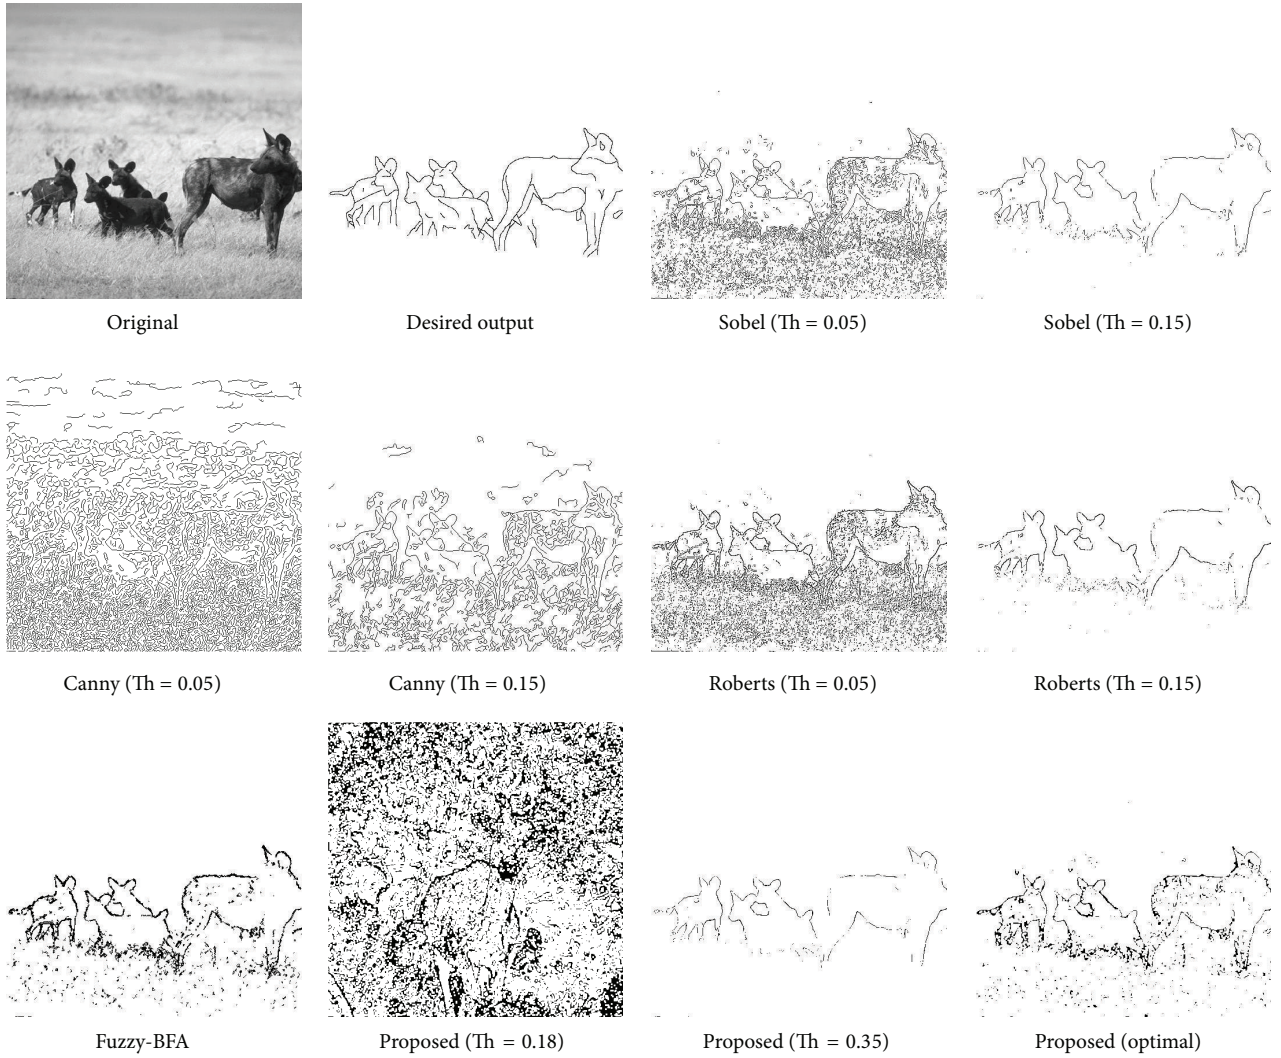 Original
Desired output
Sobel (Th = 0.05)
Sobel (Th = 0.15)
Canny (Th = 0.05)
Canny (Th = 0.15)
Roberts (Th = 0.05)
Roberts (Th = 0.15)
Fuzzy-BFA
Proposed (Th = 0.18)
Proposed (Th = 0.35)
Proposed (optimal)